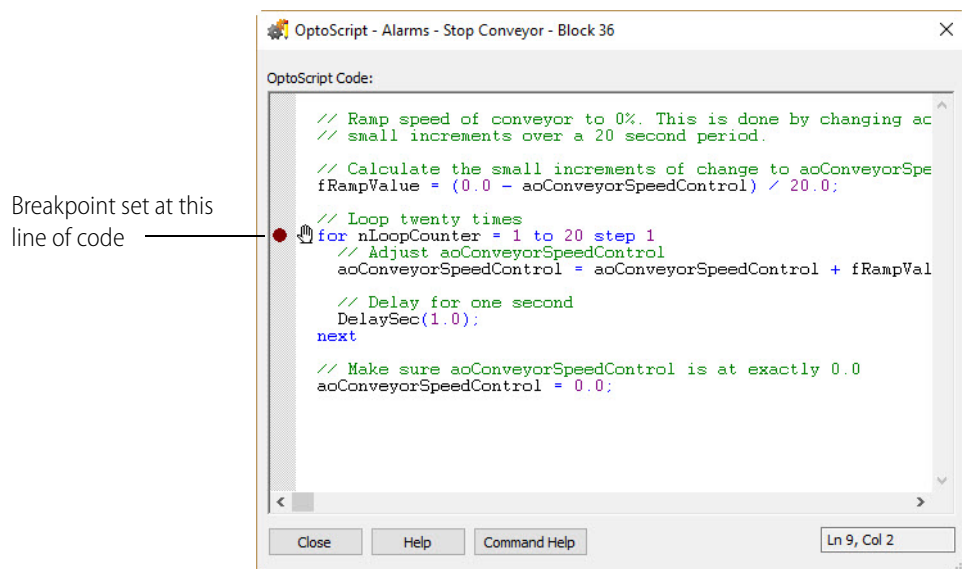 OptoScript - Alarms - Stop Conveyor - Block 36
OptoScript Code:
// Ramp speed of conveyor to 0%. This is done by changing ac
// small increments over a 20 second period.
// Calculate the small increments of change to aoConveyorSpe
fRampValue = (0.0 - aoConveyorSpeedControl) / 20.0;
Breakpoint set at this
line of code
// Loop twenty times
for nLoopCounter = 1 to 20 step 1
// Adjust aoConveyorSpeedControl
aoConveyorSpeedControl = aoConveyorSpeedControl + fRampVal
// Delay for one second
DelaySec(1.0);
next
// Make sure aoConveyorSpeedControl is at exactly 0.0
aoConveyorSpeedControl = 0.0;
Close Help Command Help Ln 9, Col 2